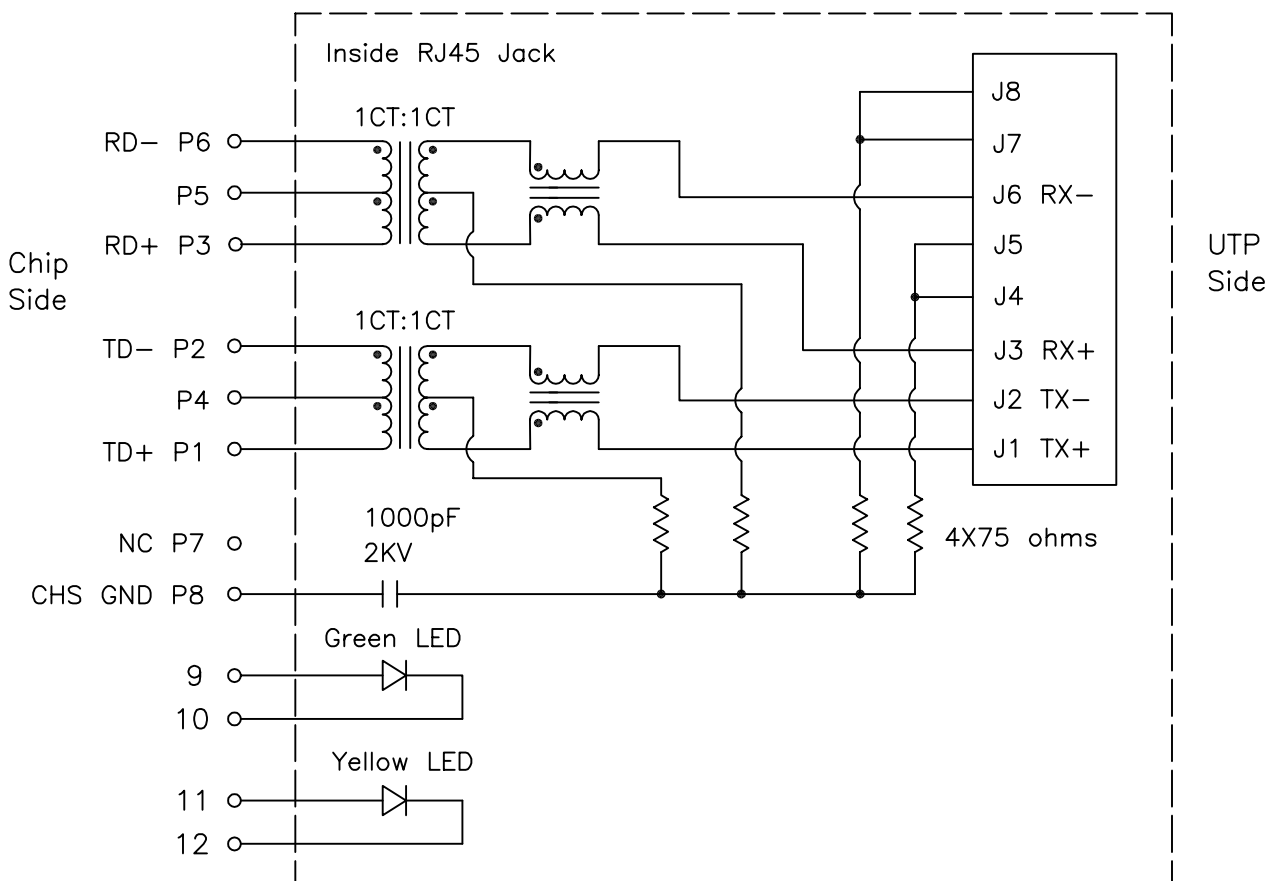 Inside RJ45 Jack
1CT:1CT
RD- P6
P5
RD+ P3
Chip
Side
1CT:1CT
TD- P2
P4
TD+ P1
1000pF
2KV
NC P7
CHS GND P8
Green LED
9
10
Yellow LED
11
12
J8
J7
J6 RX-
J5
J4
J3 RX+
J2 TX-
J1 TX+
4X75 ohms
UTP
Side